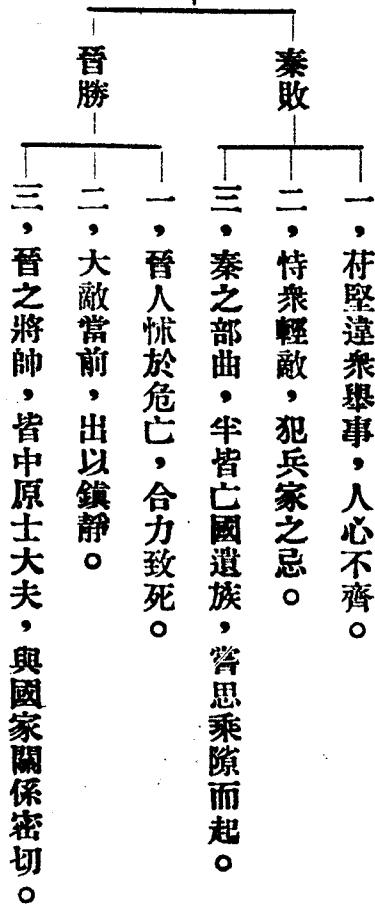 秦敗
一，苻堅違衆舉事，人心不齊。
二，恃衆輕敵，犯兵家之忌。
三，秦之部曲，半皆亡國遺族，嘗思乘隙而起。
晉勝
一，晉人怵於危亡，合力致死。
二，大敵當前，出以鎮靜。
三，晉之將帥，皆中原士大夫，與國家關係密切。